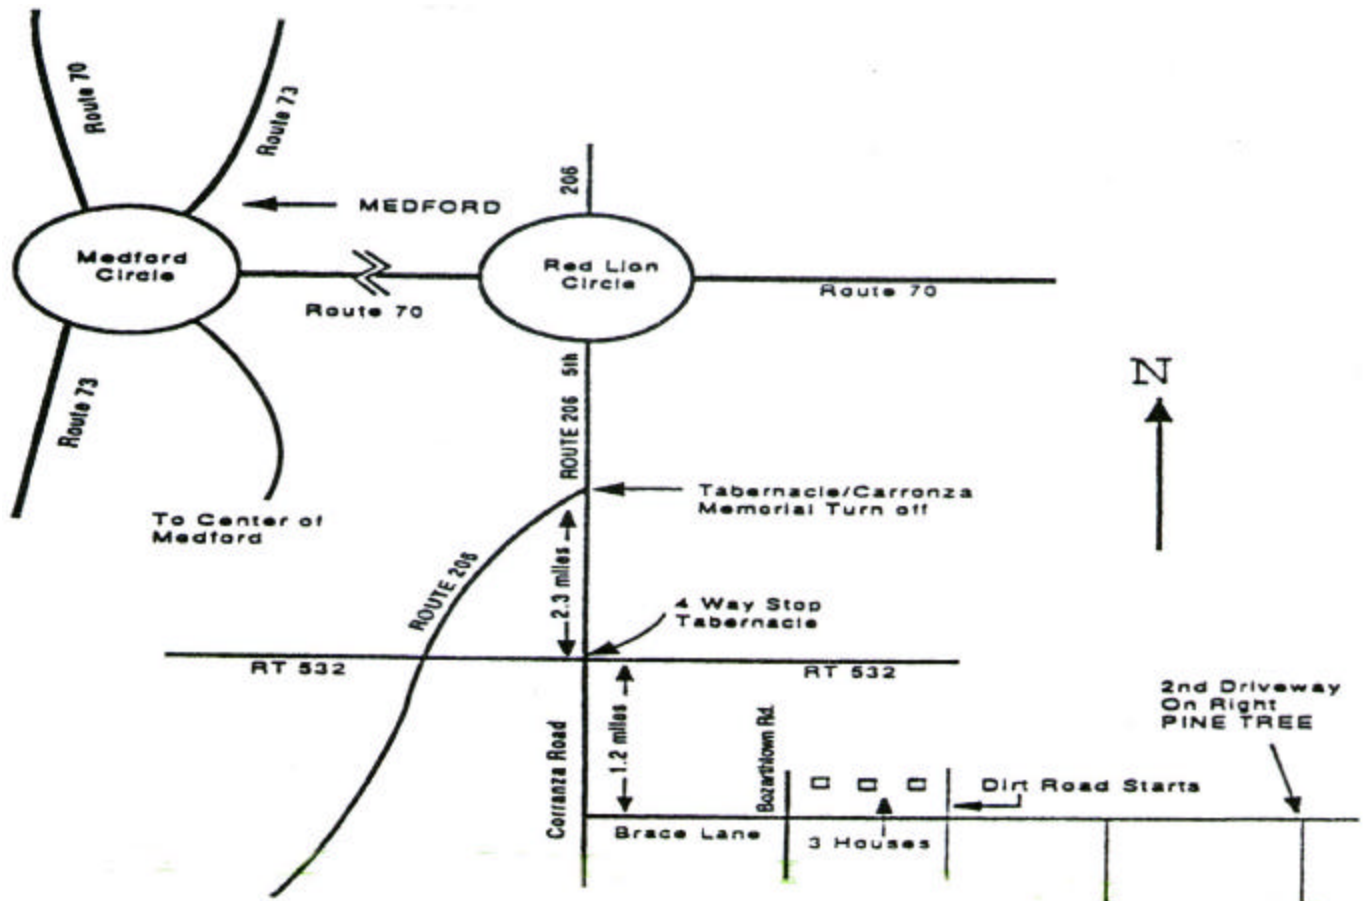 Route 70
Route 73
206
MEDFORD
Medford
Circle
Red Lion
Circle
Route 70
Route 70
Route 73
5th
ROUTE 206
N
Tabernacle/Carronza
Memorial Turn off
To Center of
Medford
ROUTE 206
2.3 miles
4 Way Stop
Tabernacle
RT 532
RT 532
2nd Driveway
On Right
PINE TREE
Corranza Road
1.2 miles
Bozarthtown Rd.
Dirt Road Starts
Brace Lane
3 Houses